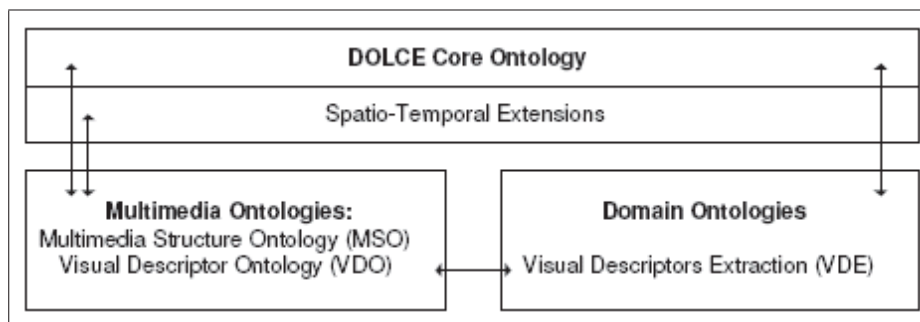 DOLCE Core Ontology
Spatio-Temporal Extensions
Multimedia Ontologies:
Multimedia Structure Ontology (MSO)
Visual Descriptor Ontology (VDO)
Domain Ontologies
Visual Descriptors Extraction (VDE)